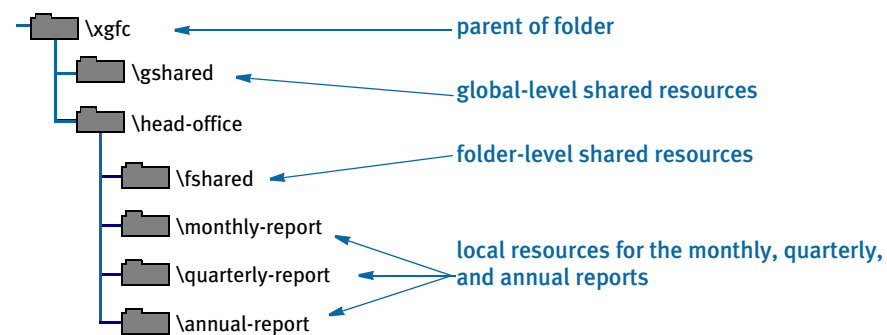 \xgfc
parent of folder
\gshared
global-level shared resources
\head-office
folder-level shared resources
\fshared
\monthly-report
local resources for the monthly, quarterly,
and annual reports
\quarterly-report
\annual-report